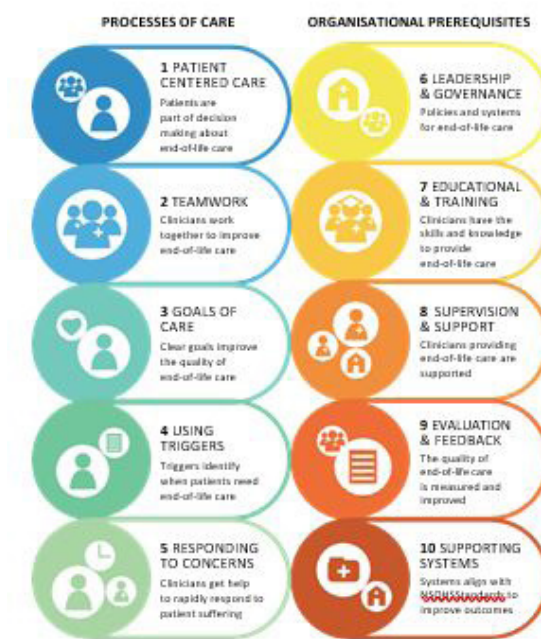 PROCESSES OF CARE
1 PATIENT
CENTERED CARE
Patients are
part of decision
making about
end-of-life care
2 TEAMWORK
Clinicians work
together to improve
end-of-life care
3 GOALS OF
CARE
Clear goals improve
the quality of
end-of-life care
4 USING
TRIGGERS
Triggers identify
when patients need
end-of-life care
5 RESPONDING
TO CONCERNS
Clinicians get help
to rapidly respond to
patient suffering
ORGANISATIONAL PREREQUISITES
6 LEADERSHIP
& GOVERNANCE
Policies and systems
for end-of-life care
7 EDUCATIONAL
& TRAINING
Clinicians have the
skills and knowledge
to provide
end-of-life care
8 SUPERVISION
& SUPPORT
Clinicians providing
end-of-life care are
supported
9 EVALUATION
& FEEDBACK
The quality of
end-of-life care
is measured and
improved
10 SUPPORTING
SYSTEMS
Systems align with
NSQHSStandards to
improve outcomes